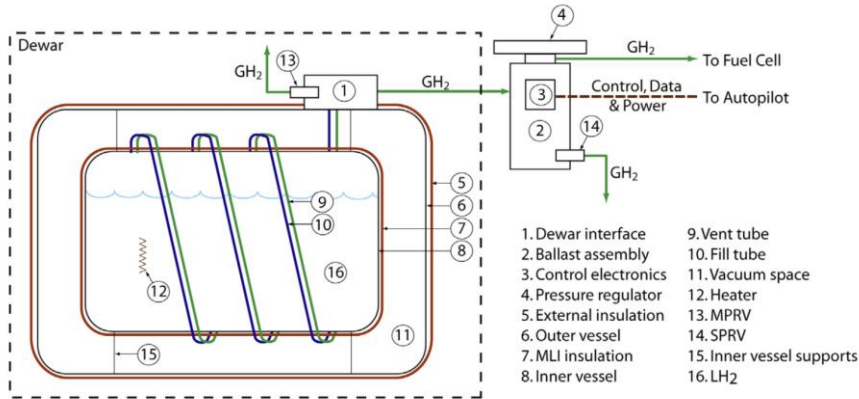 Dewar
4
GH2
To Fuel Cell
13
GH2
1
GH2
3
Control, Data
& Power
To Autopilot
2
14
GH2
5
6
9
7
10
8
16
12
11
15
1. Dewar interface
2. Ballast assembly
3. Control electronics
4. Pressure regulator
5. External insulation
6. Outer vessel
7. MLI insulation
8. Inner vessel
9. Vent tube
10. Fill tube
11. Vacuum space
12. Heater
13. MPRV
14. SPRV
15. Inner vessel supports
16. LH2